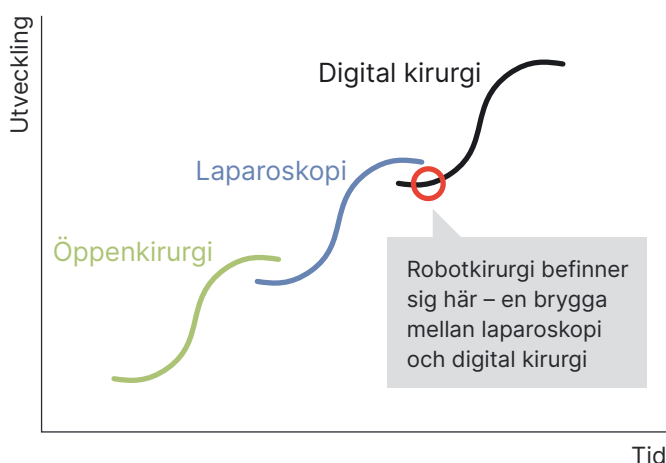 Utveckling
Digital kirurgi
Laparoskopi
Öppenkirurgi
Robotkirurgi befinner
sig här – en brygga
mellan laparoskopi
och digital kirurgi
Tid